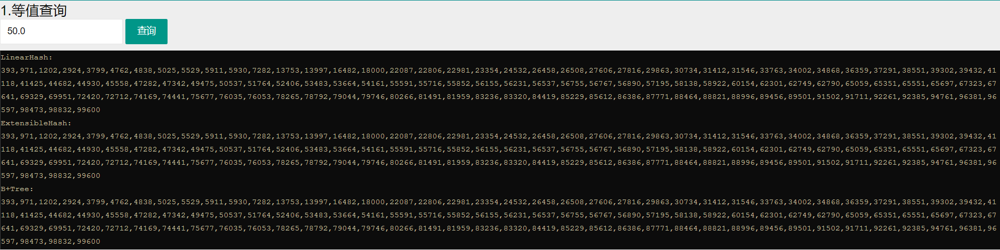 1.等值查询
50.0 查询
LinearHash:
393,971,1202,2924,3799,4762,4838,5025,5529,5911,5930,7282,13753,13997,16482,18000,22087,22806,22981,23354,24532,26458,26508,27606,27816,29863,30734,31412,31546,33763,34002,34868,36359,37291,38551,39302,39432,41
118,41425,44682,44930,45558,47282,47342,49475,50537,51764,52406,53483,53664,54161,55591,55716,55852,56155,56231,56537,56755,56767,56890,57195,58138,58922,60154,62301,62749,62790,65059,65351,65551,65697,67323,67
641,69329,69951,72420,72712,74169,74441,75677,76035,76053,78265,78792,79044,79746,80266,81491,81959,83236,83320,84419,85229,85612,86386,87771,88464,88821,88996,89456,89501,91502,91711,92261,92385,94761,96381,96
597,98473,98832,99600
ExtensibleHash:
393,971,1202,2924,3799,4762,4838,5025,5529,5911,5930,7282,13753,13997,16482,18000,22087,22806,22981,23354,24532,26458,26508,27606,27816,29863,30734,31412,31546,33763,34002,34868,36359,37291,38551,39302,39432,41
118,41425,44682,44930,45558,47282,47342,49475,50537,51764,52406,53483,53664,54161,55591,55716,55852,56155,56231,56537,56755,56767,56890,57195,58138,58922,60154,62301,62749,62790,65059,65351,65551,65697,67323,67
641,69329,69951,72420,72712,74169,74441,75677,76035,76053,78265,78792,79044,79746,80266,81491,81959,83236,83320,84419,85229,85612,86386,87771,88464,88821,88996,89456,89501,91502,91711,92261,92385,94761,96381,96
597,98473,98832,99600
B+Tree:
393,971,1202,2924,3799,4762,4838,5025,5529,5911,5930,7282,13753,13997,16482,18000,22087,22806,22981,23354,24532,26458,26508,27606,27816,29863,30734,31412,31546,33763,34002,34868,36359,37291,38551,39302,39432,41
118,41425,44682,44930,45558,47282,47342,49475,50537,51764,52406,53483,53664,54161,55591,55716,55852,56155,56231,56537,56755,56767,56890,57195,58138,58922,60154,62301,62749,62790,65059,65351,65551,65697,67323,67
641,69329,69951,72420,72712,74169,74441,75677,76035,76053,78265,78792,79044,79746,80266,81491,81959,83236,83320,84419,85229,85612,86386,87771,88464,88821,88996,89456,89501,91502,91711,92261,92385,94761,96381,96
597,98473,98832,99600